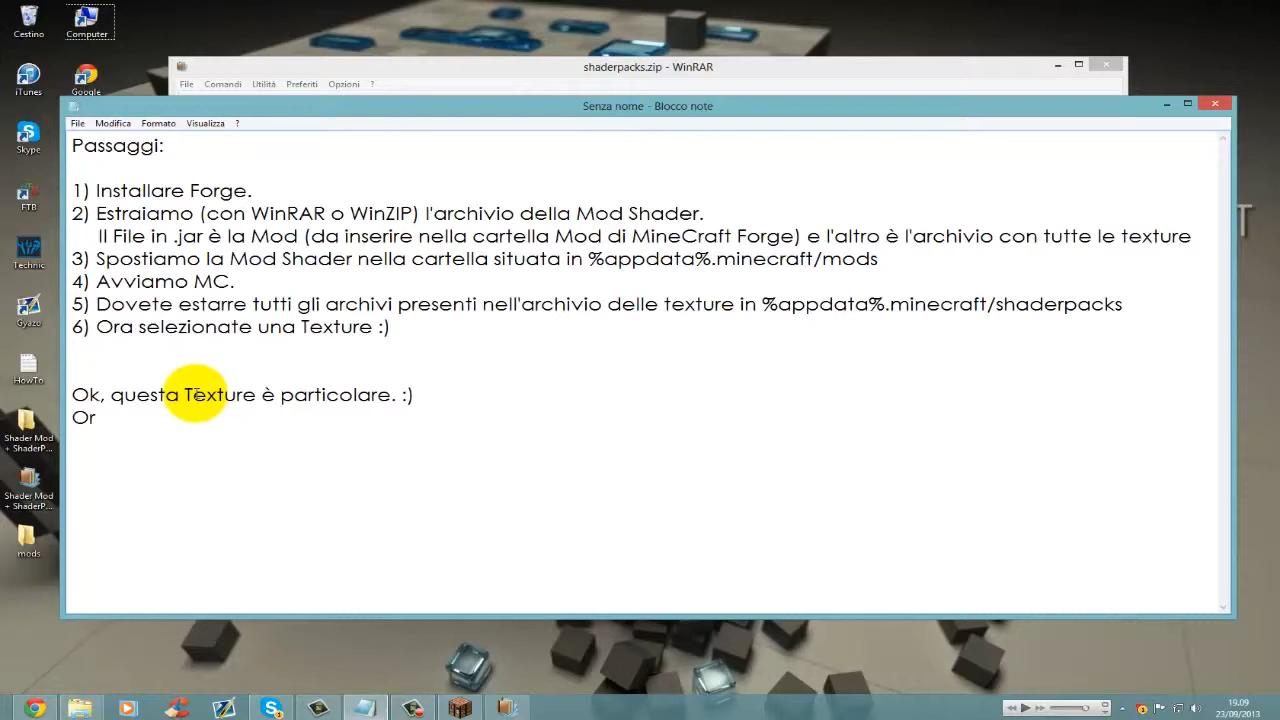 Cestino
Computer
iTunes
Google
Skype
FTB
Technic
Gyazo
HowTo
Shader Mod
+ ShaderP...
Shader Mod
+ ShaderP...
mods
shaderpacks.zip - WinRAR
File Comandi Utilità Preferiti Opzioni ?
Senza nome - Blocco note
File Modifica Formato Visualizza ?
Passaggi:
1) Installare Forge.
2) Estraiamo (con WinRAR o WinZIP) l'archivio della Mod Shader.
Il File in .jar è la Mod (da inserire nella cartella Mod di MineCraft Forge) e l'altro è l'archivio con tutte le texture
3) Spostiamo la Mod Shader nella cartella situata in %appdata%.minecraft/mods
4) Avviamo MC.
5) Dovete estarre tutti gli archivi presenti nell'archivio delle texture in %appdata%.minecraft/shaderpacks
6) Ora selezionate una Texture :)
Ok, questa Texture è particolare. :)
Or
19.09
23/09/2013